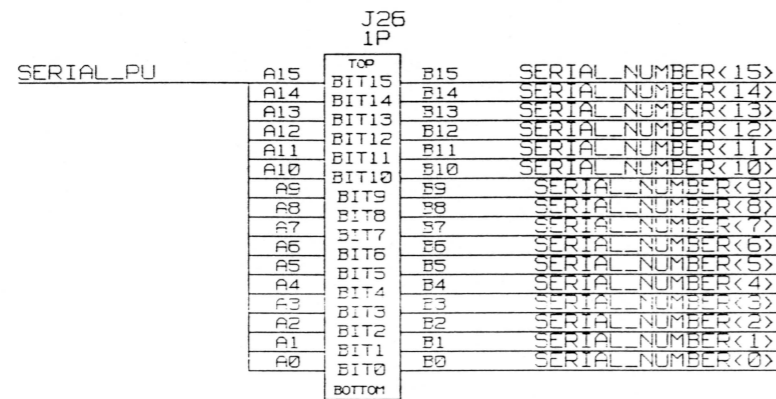 J26
1P
TOP
SERIAL_PU A15 BIT15 B15 SERIAL_NUMBER<15>
A14 BIT14 B14 SERIAL_NUMBER<14>
A13 BIT13 B13 SERIAL_NUMBER<13>
A12 BIT12 B12 SERIAL_NUMBER<12>
A11 BIT11 B11 SERIAL_NUMBER<11>
A10 BIT10 B10 SERIAL_NUMBER<10>
A9 BIT9 B9 SERIAL_NUMBER<9>
A8 BIT8 B8 SERIAL_NUMBER<8>
A7 BIT7 B7 SERIAL_NUMBER<7>
A6 BIT6 B6 SERIAL_NUMBER<6>
A5 BIT5 B5 SERIAL_NUMBER<5>
A4 BIT4 B4 SERIAL_NUMBER<4>
A3 BIT3 B3 SERIAL_NUMBER<3>
A2 BIT2 B2 SERIAL_NUMBER<2>
A1 BIT1 B1 SERIAL_NUMBER<1>
A0 BIT0 B0 SERIAL_NUMBER<0>
BOTTOM